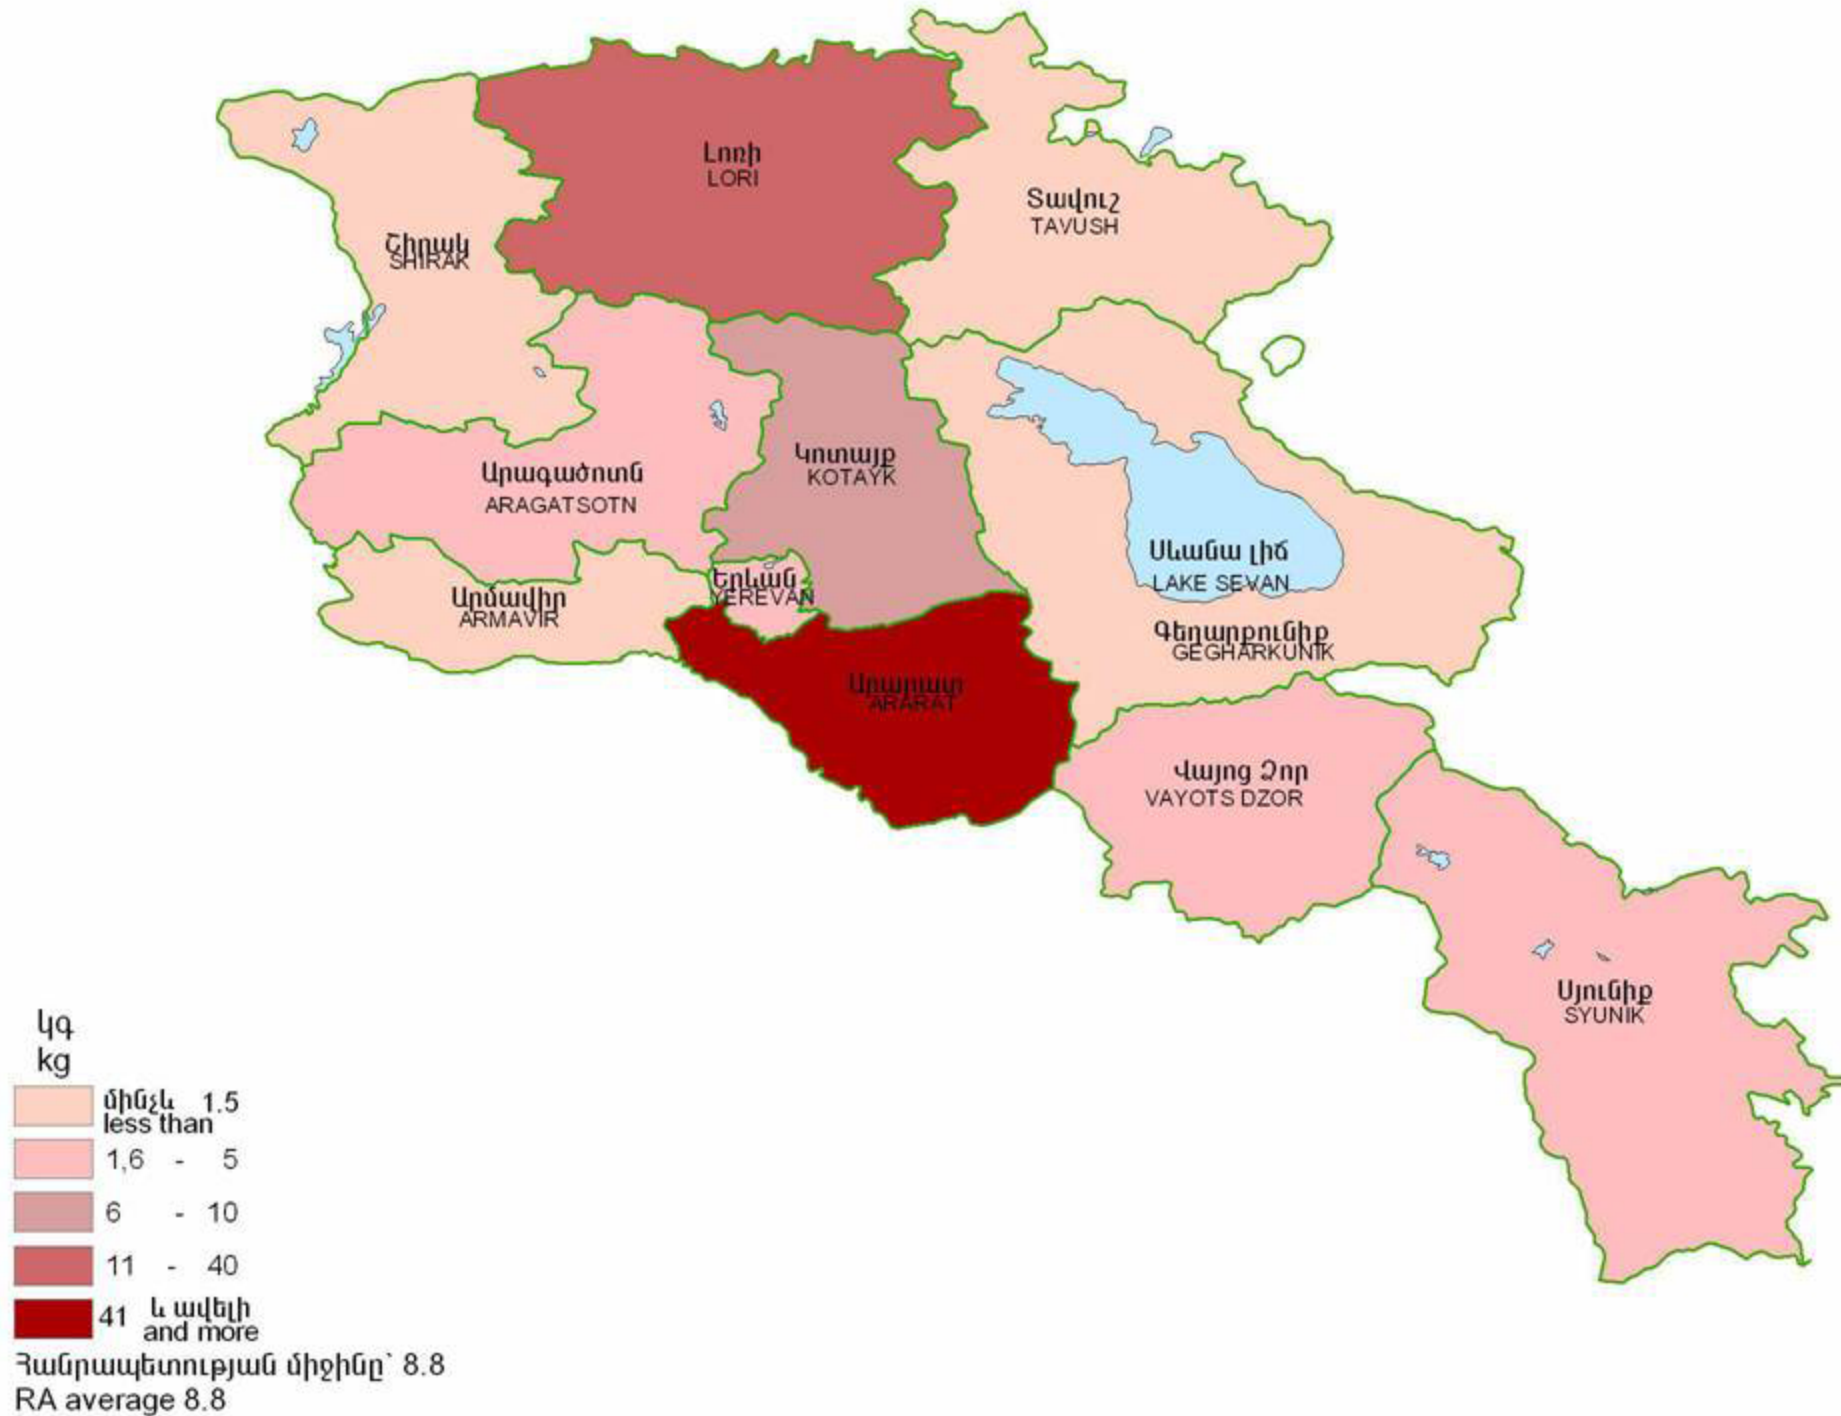 Լոռի
LORI
Տավուշ
TAVUSH
Շիրակ
SHIRAK
Կոտայք
KOTAYK
Արագածոտն
ARAGATSOTN
Սևանա լիճ
LAKE SEVAN
Երևան
YEREVAN
Արմավիր
ARMAVIR
Գեղարքունիք
GEGHARKUNIK
Արարատ
ARARAT
Վայոց Ձոր
VAYOTS DZOR
Սյունիք
SYUNIK
կգ
kg
մինչև 1.5
less than
1,6 - 5
6 - 10
11 - 40
41 և ավելի
and more
Հանրապետության միջինը՝ 8.8
RA average 8.8